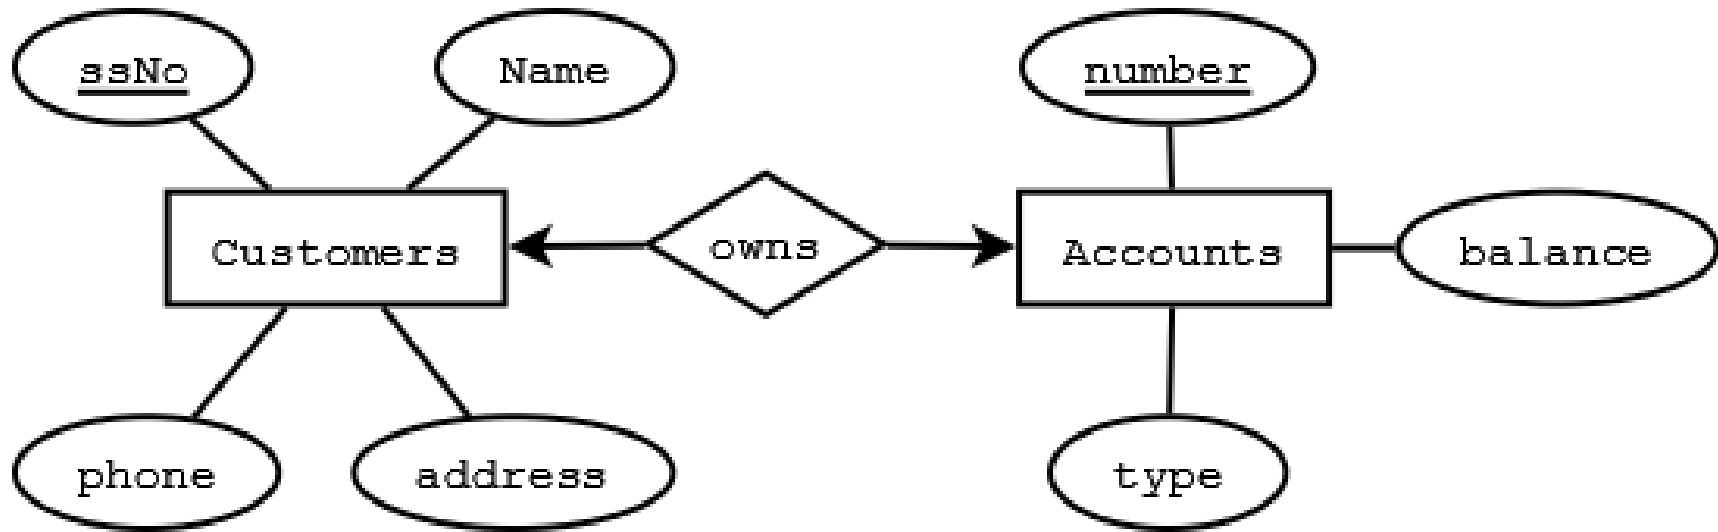 ssNo
Name
number
Customers
owns
Accounts
balance
phone
address
type